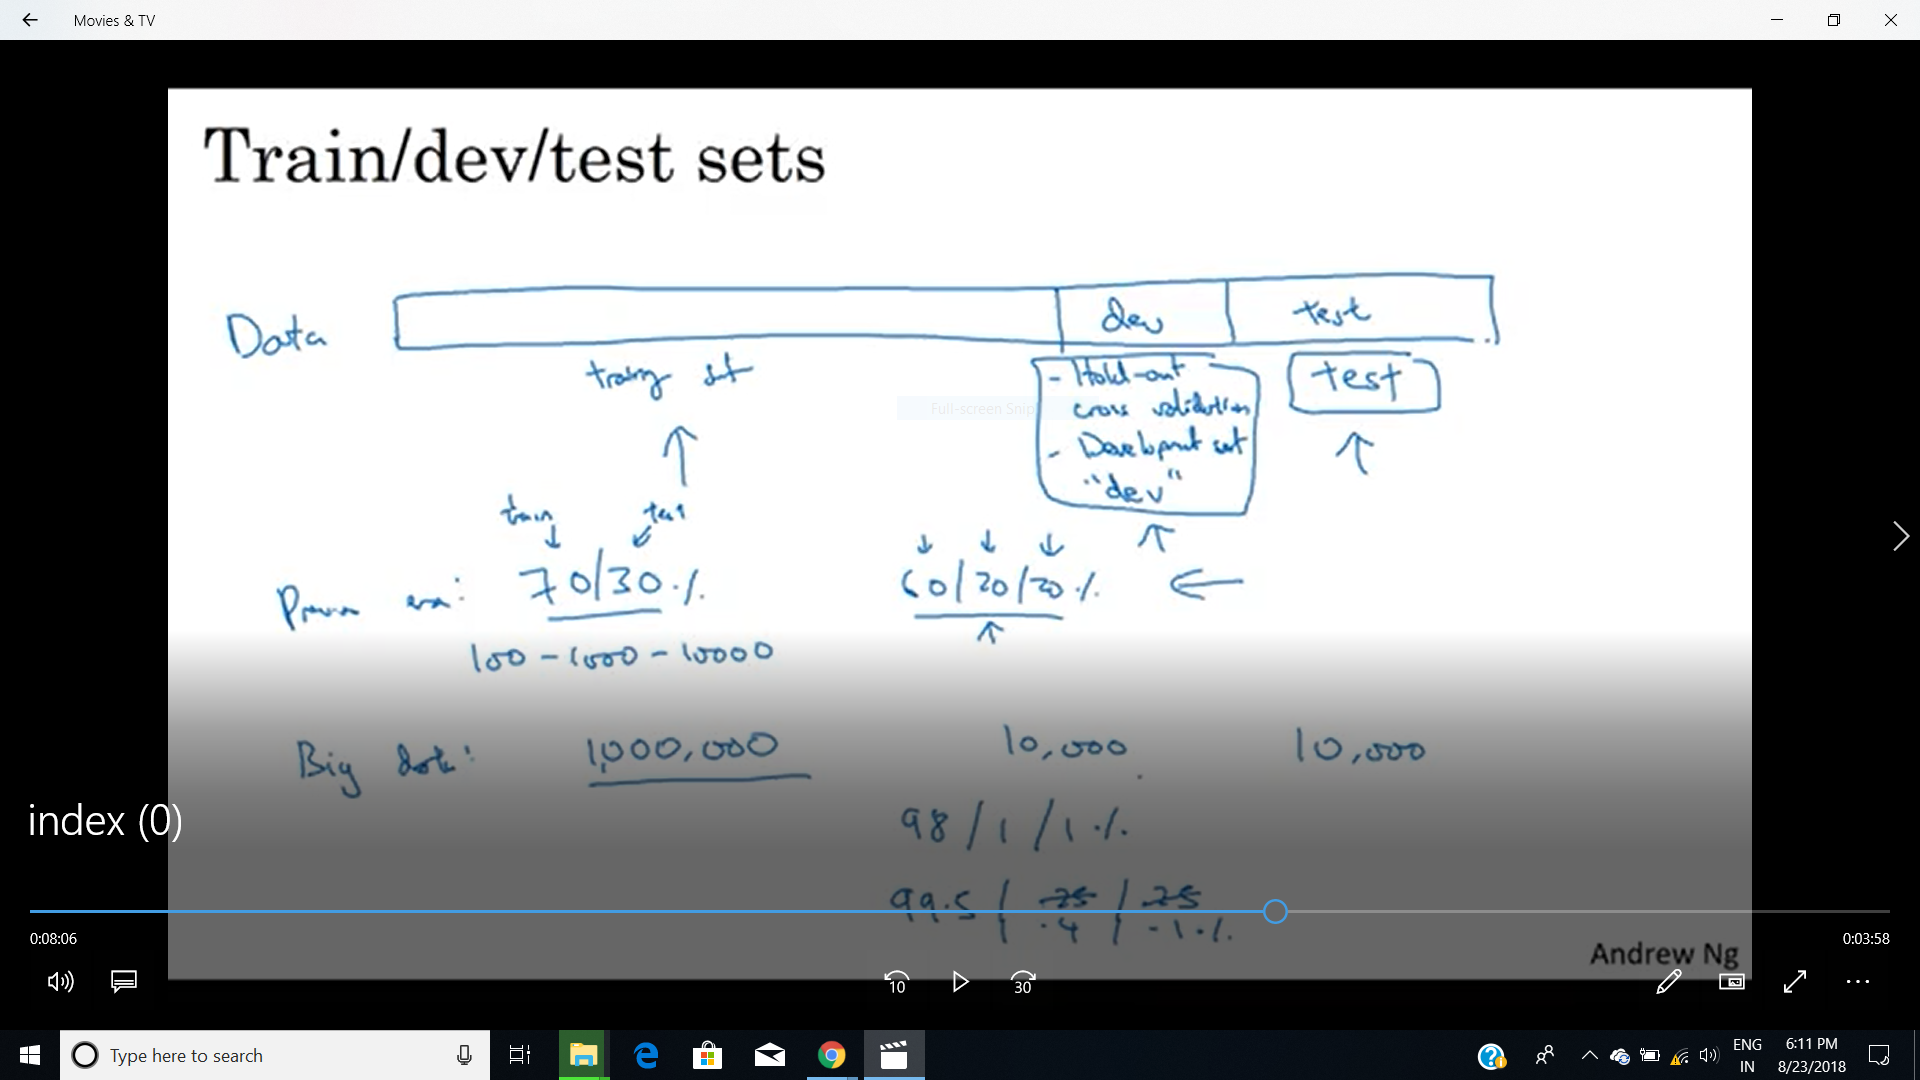 Movies & TV
Train/dev/test sets
Data
dev
test
training set
- Hold-out
cross validation
- Development set
"dev"
test
Full-screen Snip
train
test
70/30%
60/20/20%
100 - 1000 - 10000
Big data:
1,000,000
10,000
10,000
index (0)
98/1/1%
99.5/.25/.25
.4 .1%
0:08:06
0:03:58
Andrew Ng
10
30
Type here to search
ENG
IN
6:11 PM
8/23/2018